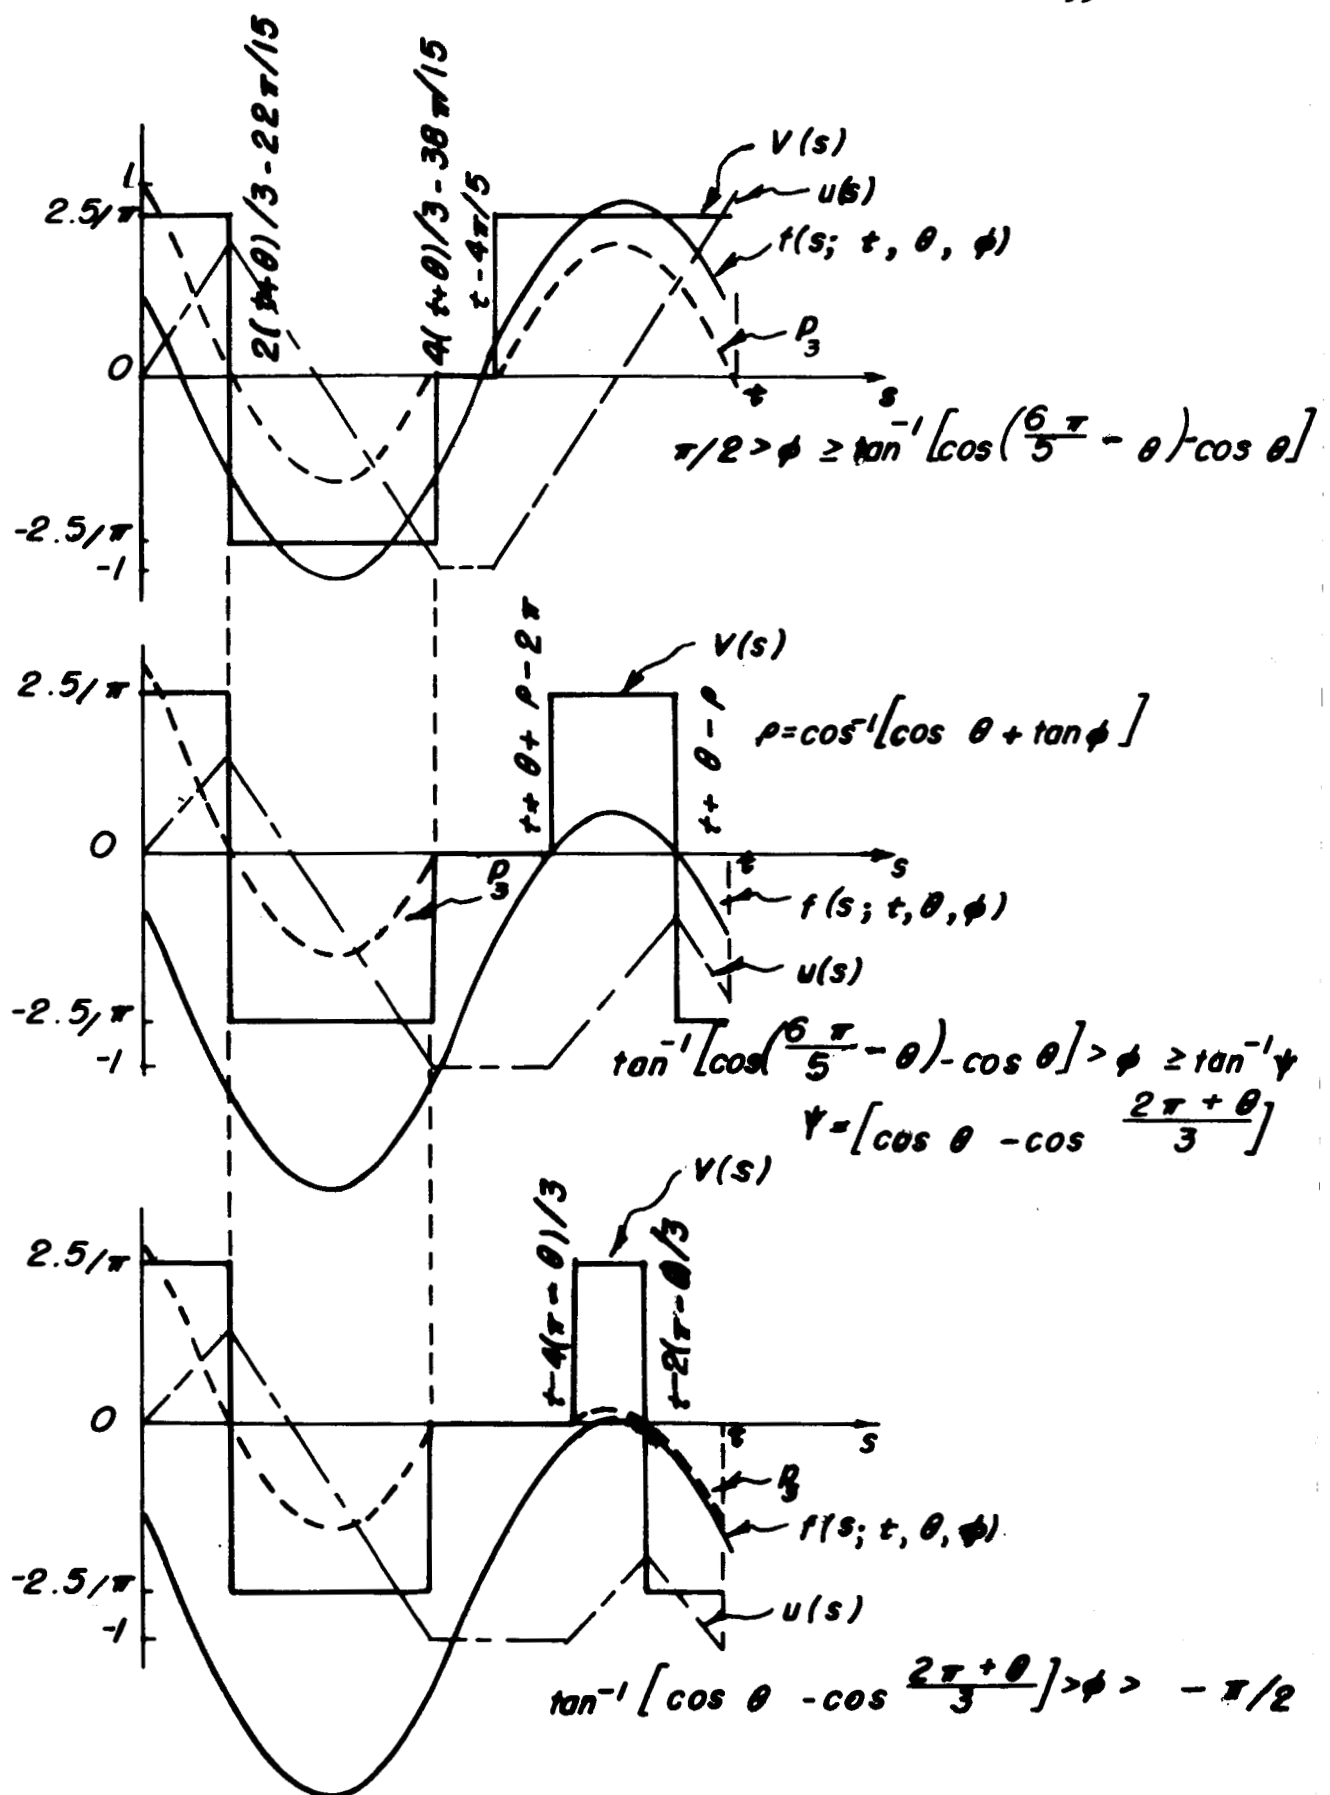 2(t+θ)/3-22π/15
4(t+θ)/3-38π/15
t-4π/5
V(s)
u(s)
f(s; t, θ, ϕ)
P₃
1
2.5/π
0
-2.5/π
-1
t
s
π/2 > ϕ ≥ tan⁻¹[cos(6π/5 - θ)-cos θ]
t+θ+ρ-2π
V(s)
t+θ-ρ
ρ=cos⁻¹[cos θ + tanϕ]
2.5/π
0
-2.5/π
-1
P₃
t
s
f(s; t,θ,ϕ)
u(s)
tan⁻¹[cos(6π/5 - θ)-cos θ] > ϕ ≥ tan⁻¹ψ
ψ=[cos θ -cos (2π+θ)/3]
V(s)
t-4(π-θ)/3
t-2(π-θ/3
2.5/π
0
-2.5/π
-1
t
s
P₃
f(s; t, θ, ϕ)
u(s)
tan⁻¹[cos θ -cos (2π+θ)/3]>ϕ > -π/2